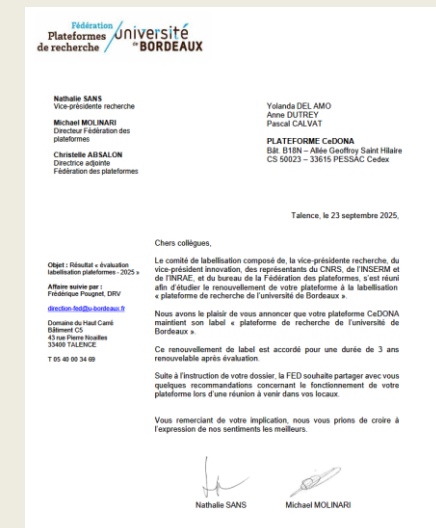 Fédération
Plateformes
de recherche
université
de BORDEAUX
Nathalie SANS
Vice-présidente recherche
Michael MOLINARI
Directeur Fédération des
plateformes
Christelle ABSALON
Directrice adjointe
Fédération des plateformes
Yolanda DEL AMO
Anne DUTREY
Pascal CALVAT
PLATEFORME CeDONA
Bât. B18N – Allée Geoffroy Saint Hilaire
CS 50023 – 33615 PESSAC Cedex
Talence, le 23 septembre 2025,
Objet : Résultat « évaluation
labellisation plateformes - 2025 »
Affaire suivie par :
Frédérique Pougnet, DRV
direction-fed@u-bordeaux.fr
Domaine du Haut Carré
Bâtiment C5
43 rue Pierre Noailles
33400 TALENCE
T 05 40 00 34 69
Chers collègues,
Le comité de labellisation composé de, la vice-présidente recherche, du
vice-président innovation, des représentants du CNRS, de l'INSERM et
de l'INRAE, et du bureau de la Fédération des plateformes, s'est réuni
afin d'étudier le renouvellement de votre plateforme à la labellisation
« plateforme de recherche de l'université de Bordeaux ».
Nous avons le plaisir de vous annoncer que votre plateforme CeDONA
maintient son label « plateforme de recherche de l'université de
Bordeaux ».
Ce renouvellement de label est accordé pour une durée de 3 ans
renouvelable après évaluation.
Suite à l'instruction de votre dossier, la FED souhaite partager avec vous
quelques recommandations concernant le fonctionnement de votre
plateforme lors d'une réunion à venir dans vos locaux.
Vous remerciant de votre implication, nous vous prions de croire à
l'expression de nos sentiments les meilleurs.
Nathalie SANS
Michael MOLINARI